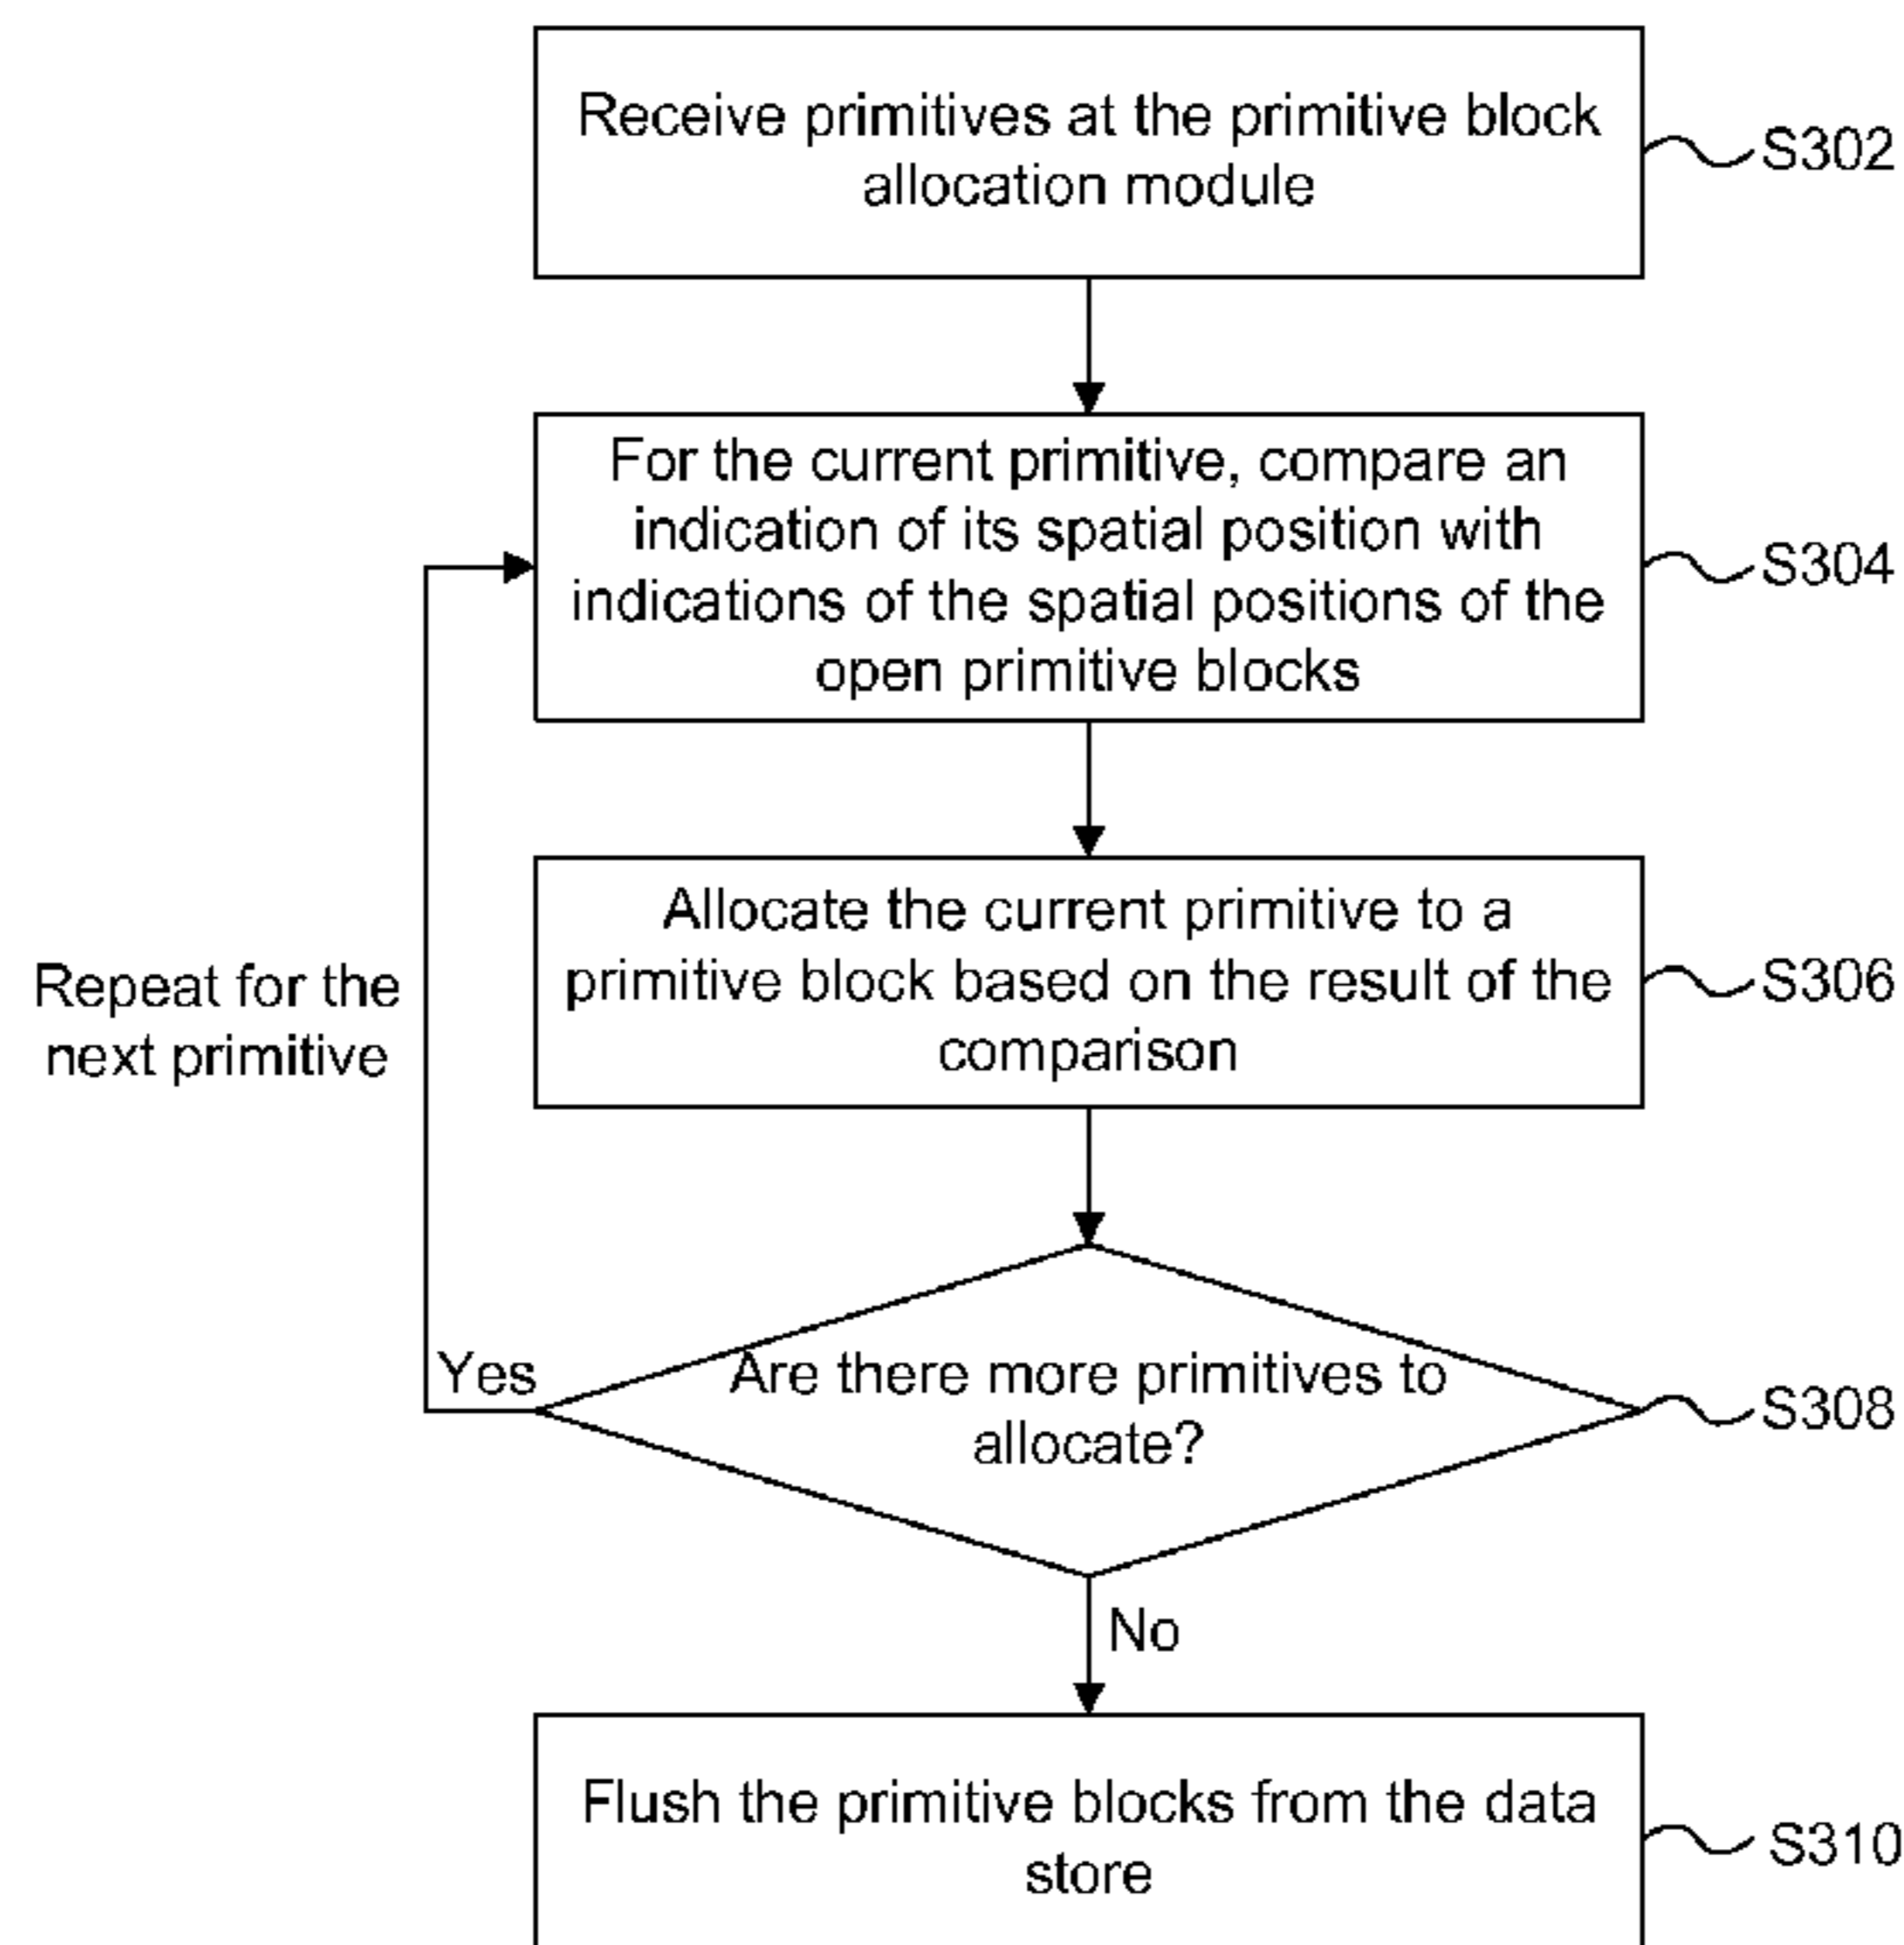 Receive primitives at the primitive block
allocation module
S302
For the current primitive, compare an
indication of its spatial position with
indications of the spatial positions of the
open primitive blocks
S304
Allocate the current primitive to a
primitive block based on the result of the
comparison
S306
Repeat for the
next primitive
Yes
Are there more primitives to
allocate?
S308
No
Flush the primitive blocks from the data
store
S310